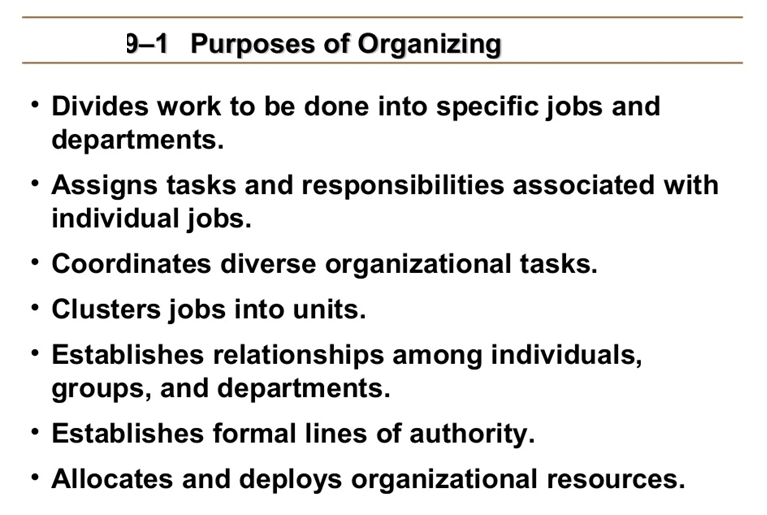 9–1 Purposes of Organizing
• Divides work to be done into specific jobs and
departments.
• Assigns tasks and responsibilities associated with
individual jobs.
• Coordinates diverse organizational tasks.
• Clusters jobs into units.
• Establishes relationships among individuals,
groups, and departments.
• Establishes formal lines of authority.
• Allocates and deploys organizational resources.